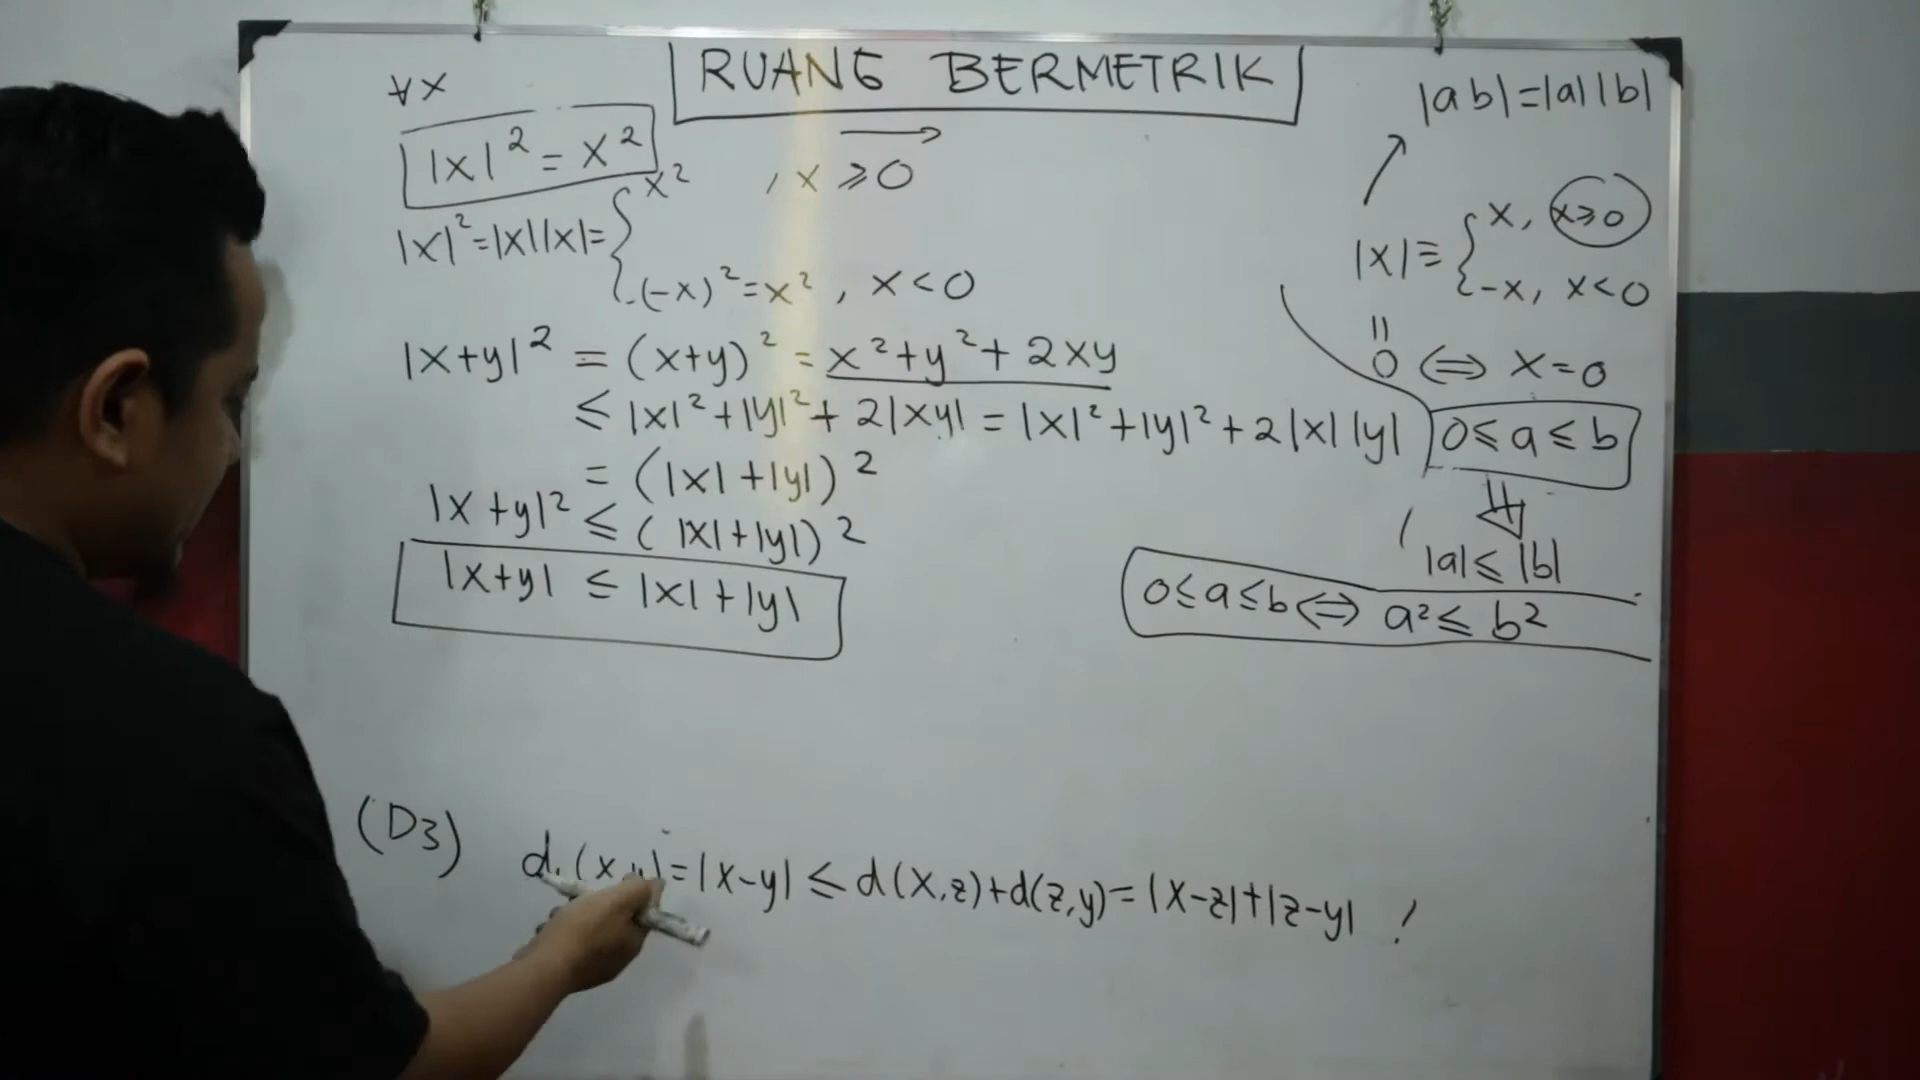 RUANG BERMETRIK
∀x
|x|² = x²
|x|² = |x||x| = { x² , x ≥ 0
(-x)² = x² , x < 0
|x+y|² = (x+y)² = x² + y² + 2xy
≤ |x|² + |y|² + 2|xy| = |x|² + |y|² + 2|x||y|
= (|x| + |y|)²
|x+y|² ≤ (|x| + |y|)²
|x+y| ≤ |x| + |y|
|ab| = |a||b|
|x| ≡ { x, x ≥ 0
-x, x < 0
=
0 ⇔ x = 0
0 ≤ a ≤ b
⇓
|a| ≤ |b|
0 ≤ a ≤ b ⇔ a² ≤ b²
(D3)
d(x,y) = |x-y| ≤ d(x,z) + d(z,y) = |x-z| + |z-y| !